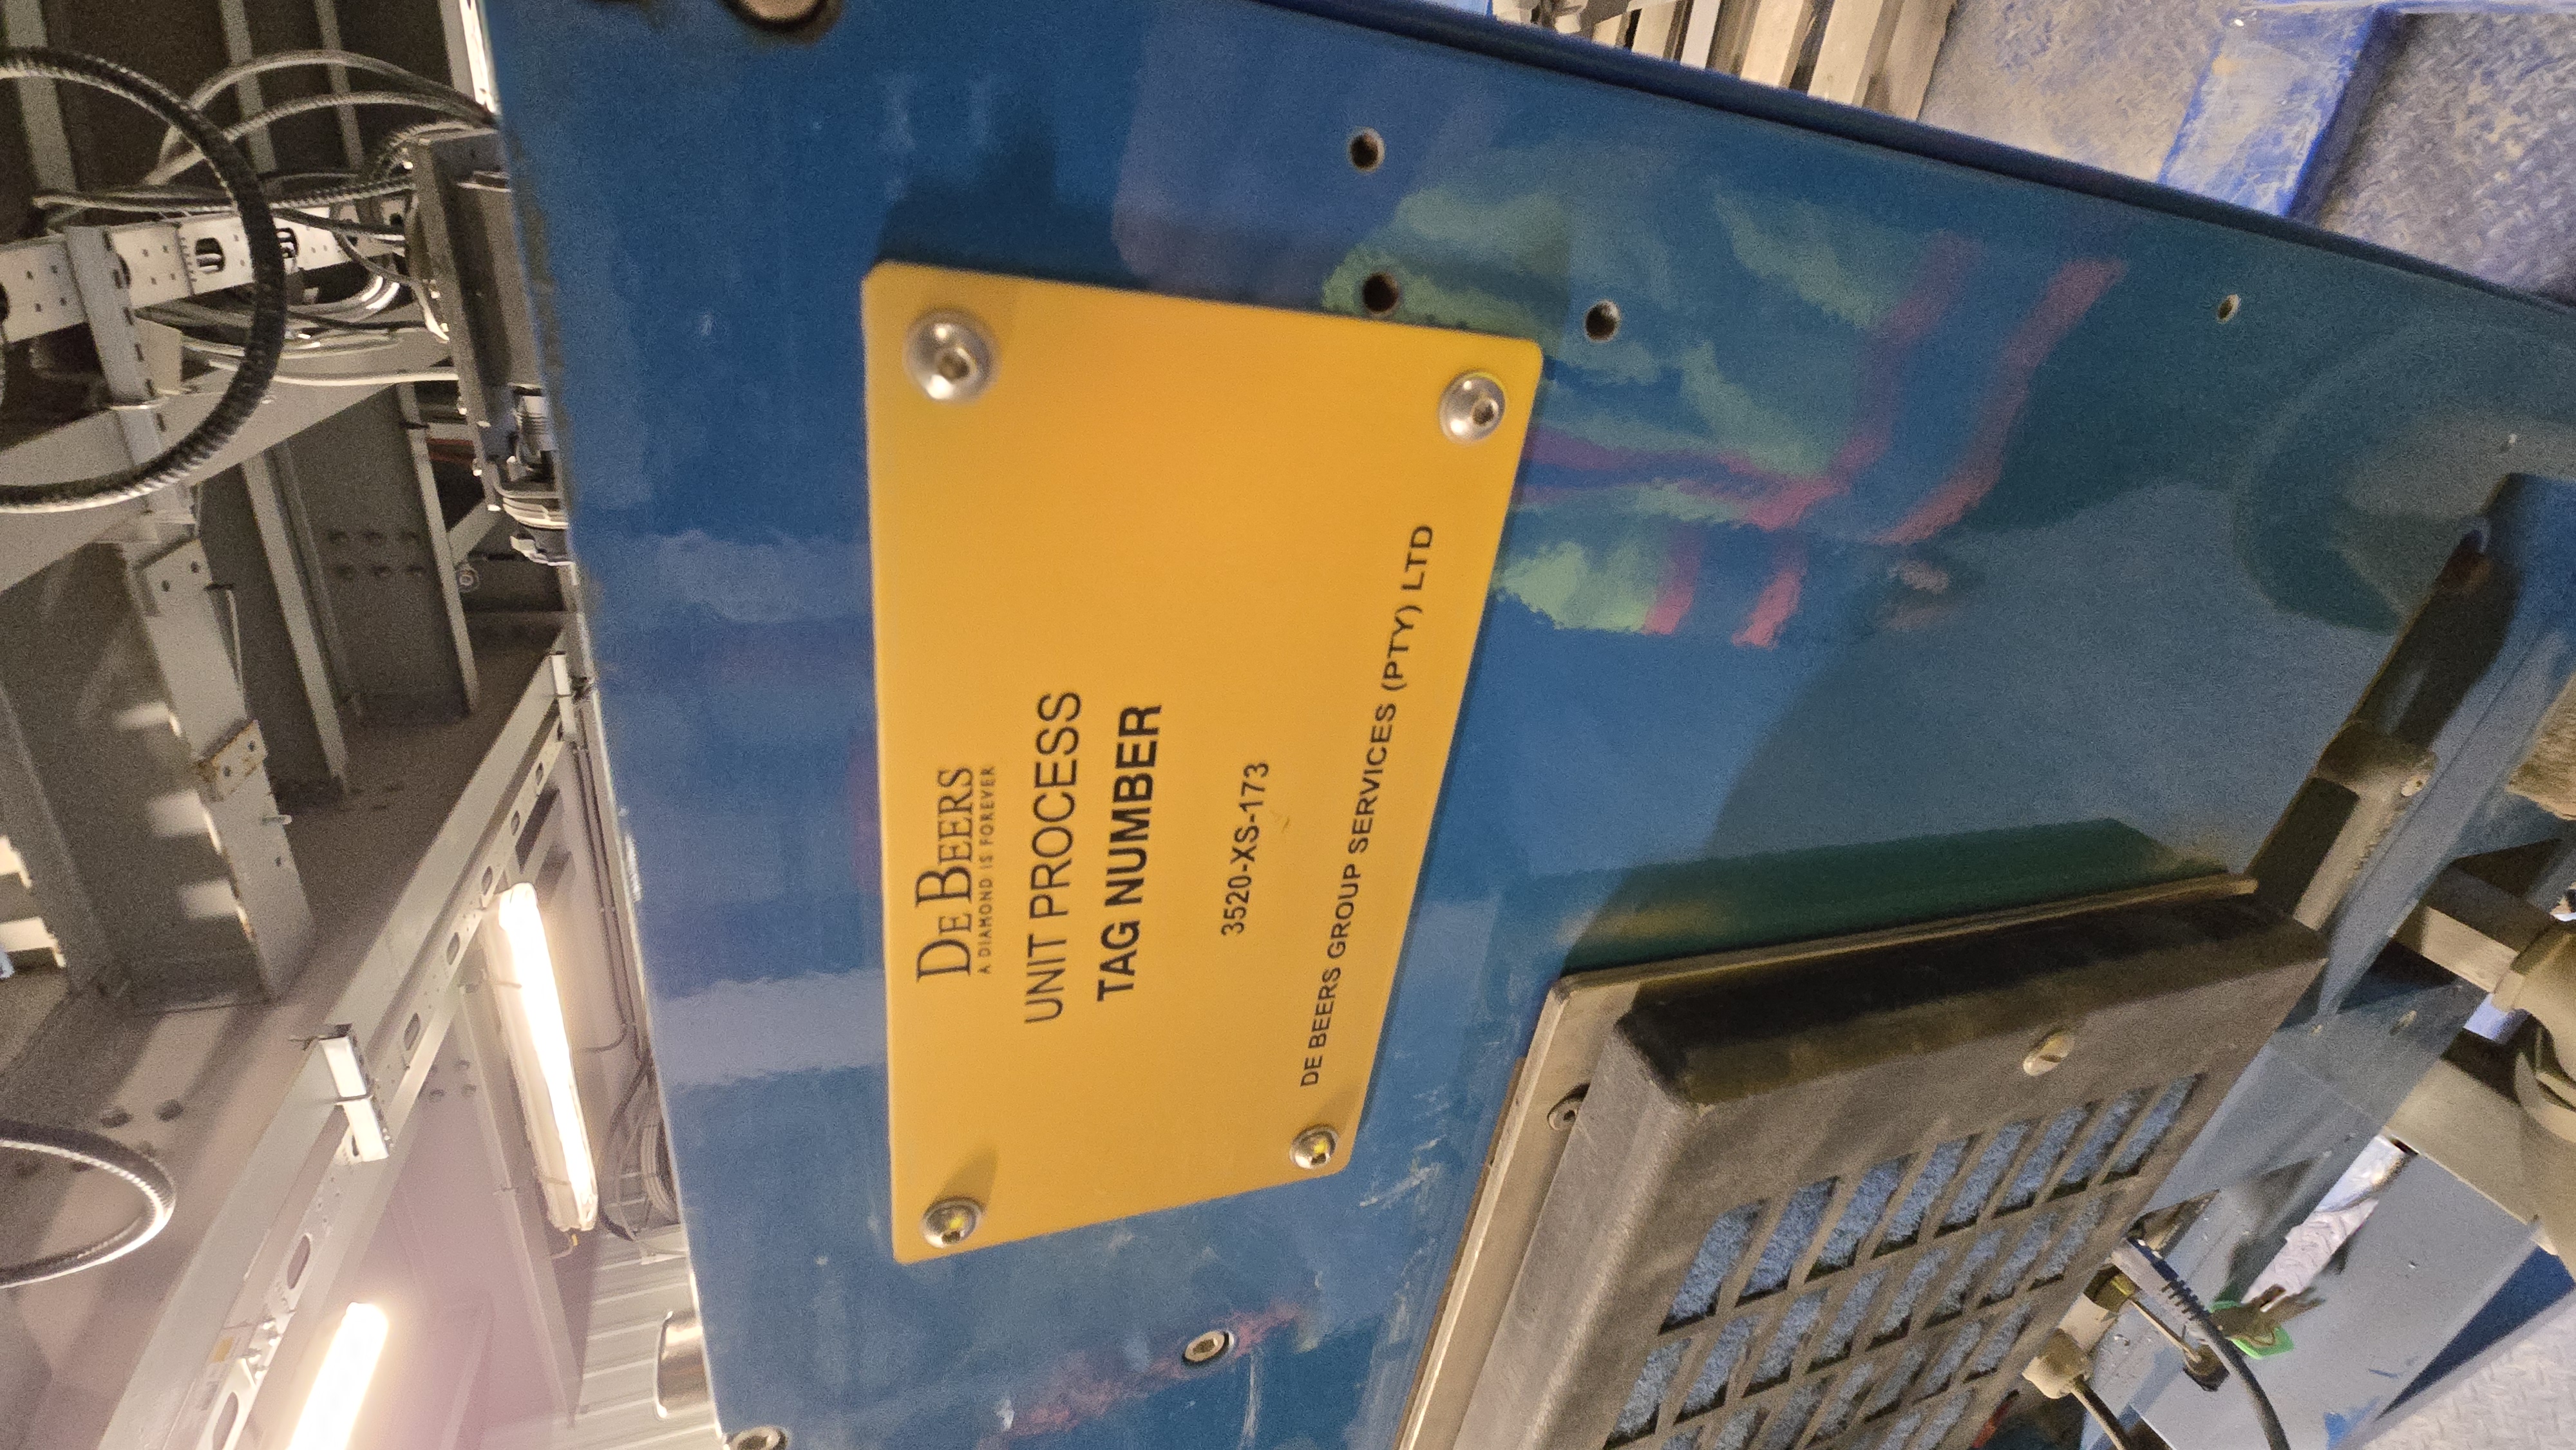 DE BEERS
A DIAMOND IS FOREVER
UNIT PROCESS
TAG NUMBER
3520-XS-173
DE BEERS GROUP SERVICES (PTY) LTD